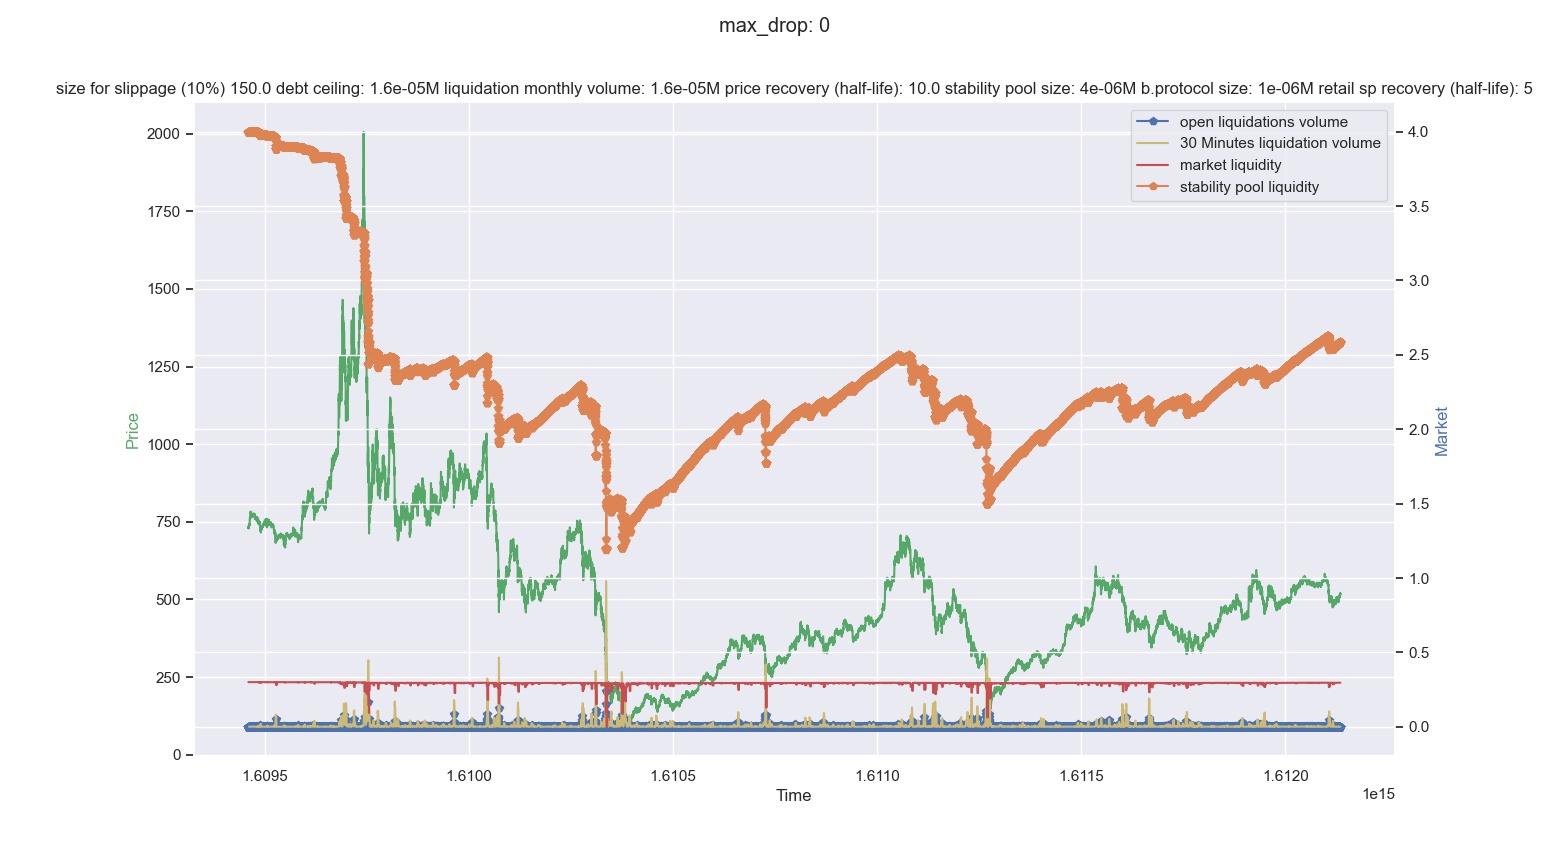 max_drop: 0
size for slippage (10%) 150.0 debt ceiling: 1.6e-05M liquidation monthly volume: 1.6e-05M price recovery (half-life): 10.0 stability pool size: 4e-06M b.protocol size: 1e-06M retail sp recovery (half-life): 5
open liquidations volume
30 Minutes liquidation volume
market liquidity
stability pool liquidity
2000
1750
1500
1250
1000
750
500
250
0
Price
4.0
3.5
3.0
2.5
2.0
1.5
1.0
0.5
0.0
Market
1.6095 1.6100 1.6105 1.6110 1.6115 1.6120
Time
1e15